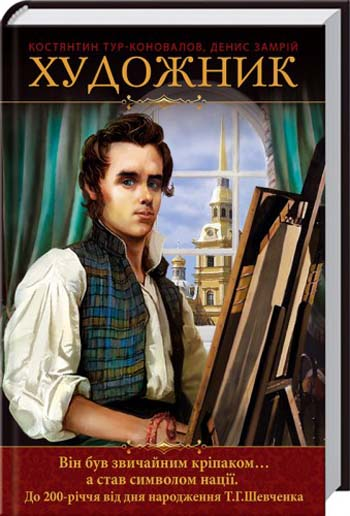 КОСТЯНТИН ТУР-КОНОВАЛОВ, ДЕНИС ЗАМРІЙ
ХУДОЖНИК
Він був звичайним кріпаком...
а став символом нації.
До 200-річчя від дня народження Т.Г.Шевченка